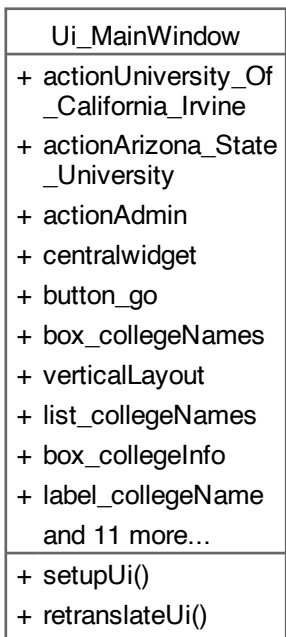 Ui_MainWindow
+ actionUniversity_Of
_California_Irvine
+ actionArizona_State
_University
+ actionAdmin
+ centralwidget
+ button_go
+ box_collegeNames
+ verticalLayout
+ list_collegeNames
+ box_collegeInfo
+ label_collegeName
and 11 more...
+ setupUi()
+ retranslateUi()